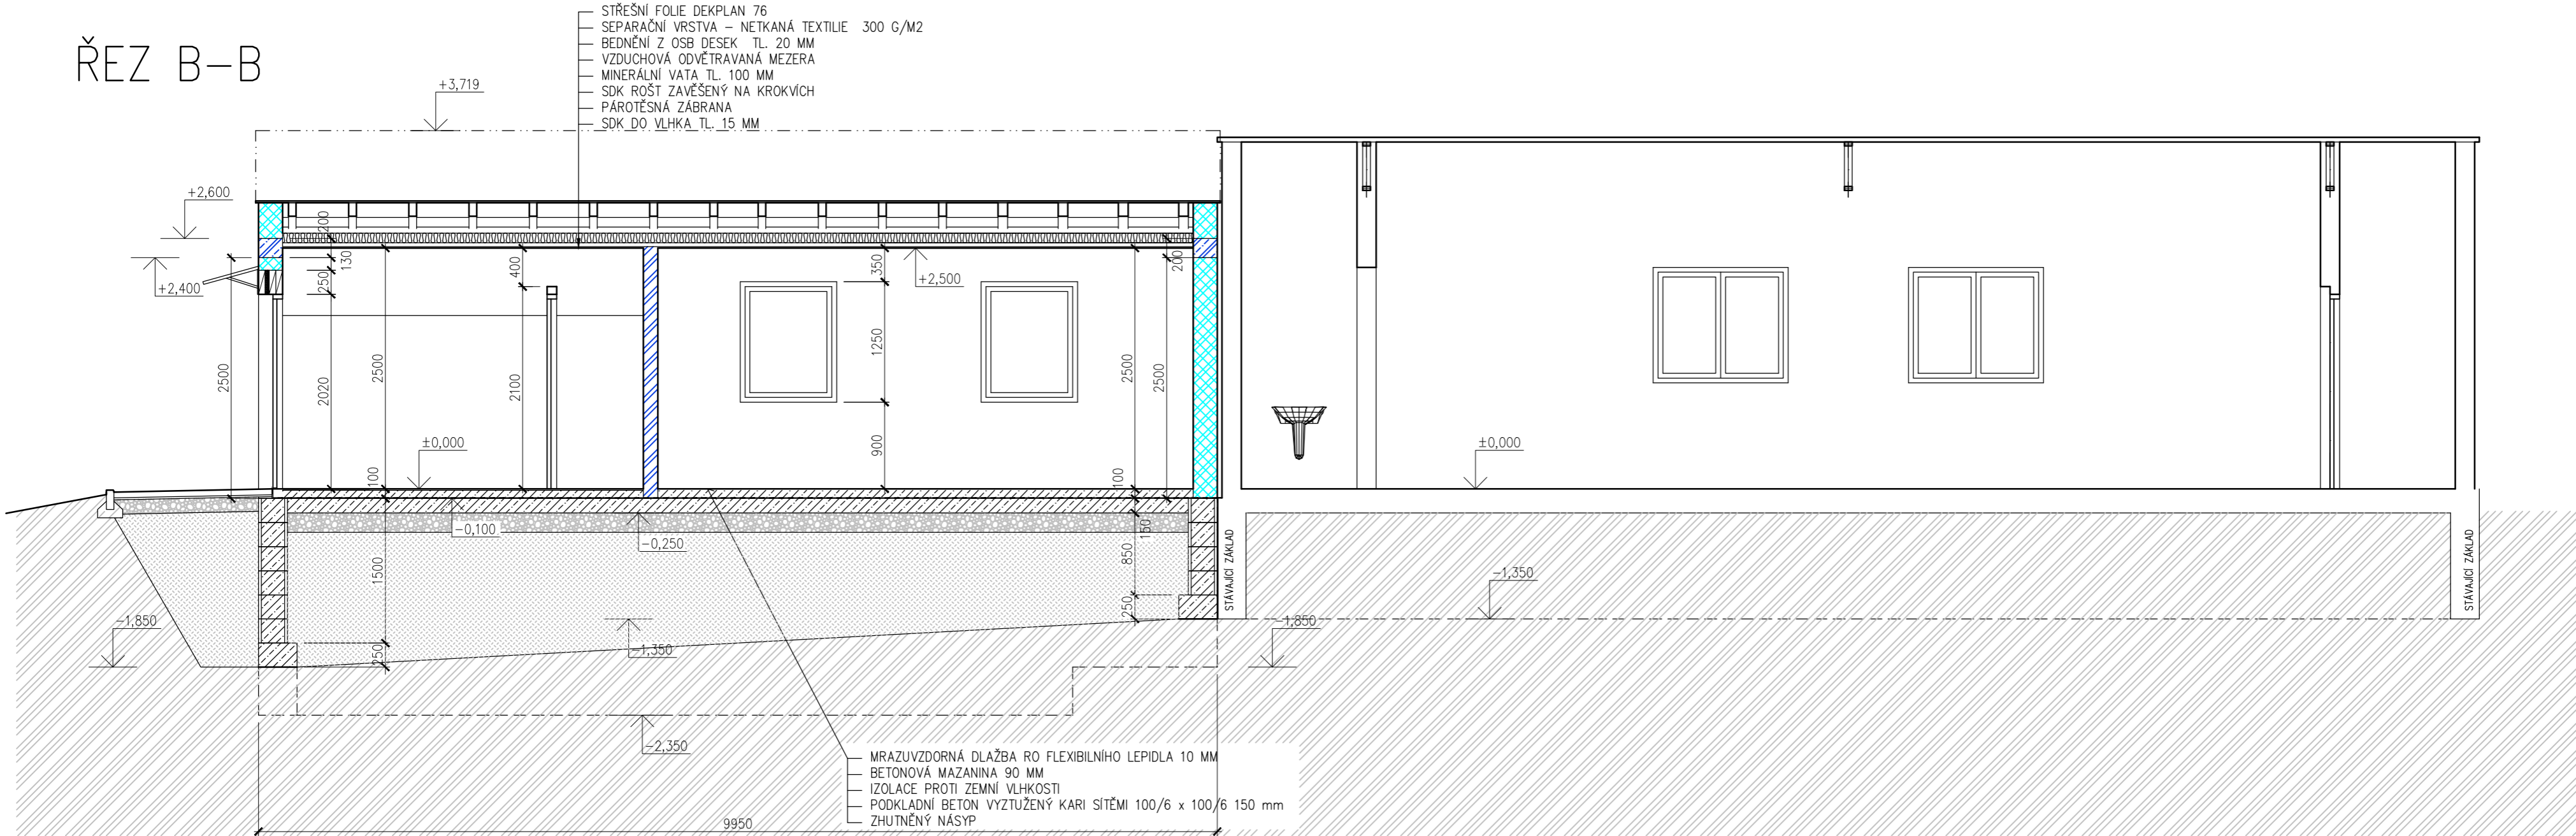 ŘEZ B–B
STŘEŠNÍ FOLIE DEKPLAN 76
SEPARAČNÍ VRSTVA – NETKANÁ TEXTILIE 300 G/M2
BEDNĚNÍ Z OSB DESEK TL. 20 MM
VZDUCHOVÁ ODVĚTRAVANÁ MEZERA
MINERÁLNÍ VATA TL. 100 MM
SDK ROŠT ZAVĚŠENÝ NA KROKVÍCH
PÁROTĚSNÁ ZÁBRANA
SDK DO VLHKA TL. 15 MM
+3,719
+2,600
+2,400
200
130
250
2500
2020
2500
400
2100
350
1250
900
+2,500
2500
200
2500
±0,000
±0,000
100
100
-0,100
-0,250
150
850
250
1500
250
-1,850
-1,350
-1,850
-1,350
-2,350
STÁVAJÍCÍ ZÁKLAD
STÁVAJÍCÍ ZÁKLAD
MRAZUVZDORNÁ DLAŽBA RO FLEXIBILNÍHO LEPIDLA 10 MM
BETONOVÁ MAZANINA 90 MM
IZOLACE PROTI ZEMNÍ VLHKOSTI
PODKLADNÍ BETON VYZTUŽENÝ KARI SÍTĚMI 100/6 x 100/6 150 mm
ZHUTNĚNÝ NÁSYP
9950